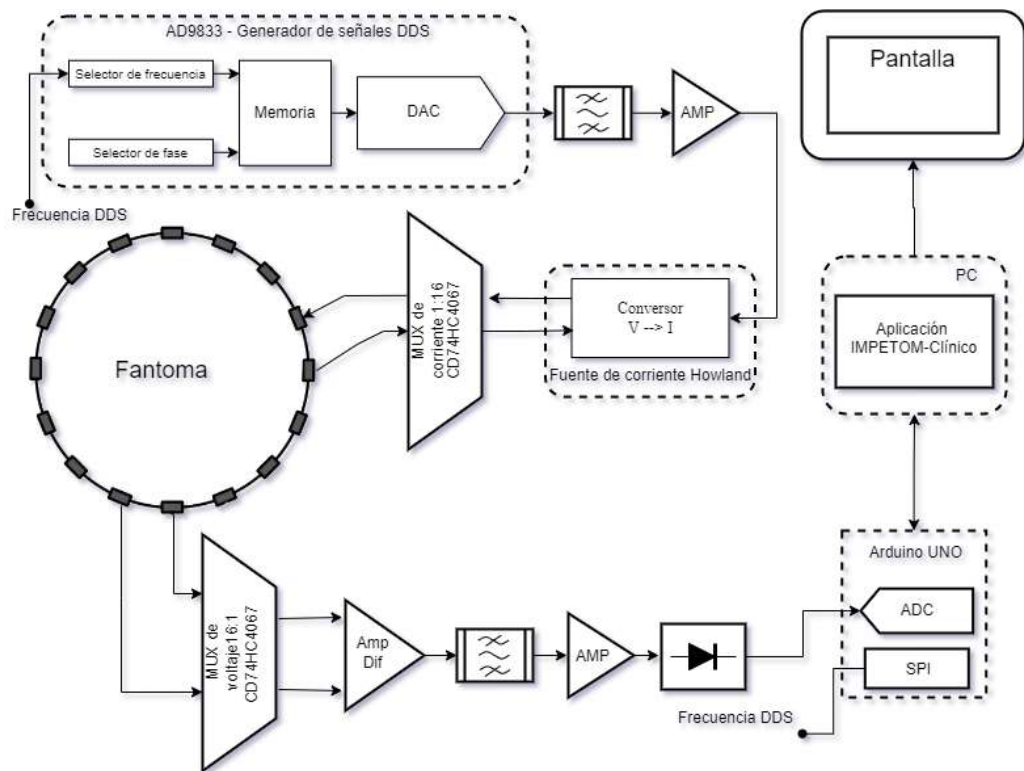 AD9833 - Generador de señales DDS
Selector de frecuencia
Memoria
DAC
Selector de fase
AMP
Pantalla
Frecuencia DDS
PC
Aplicación
IMPETOM-Clínico
MUX de
corriente 1:16
CD74HC4067
Conversor
V --> I
Fuente de corriente Howland
Fantoma
Arduino UNO
ADC
SPI
MUX de
voltaje16:1
CD74HC4067
Amp
Dif
AMP
Frecuencia DDS